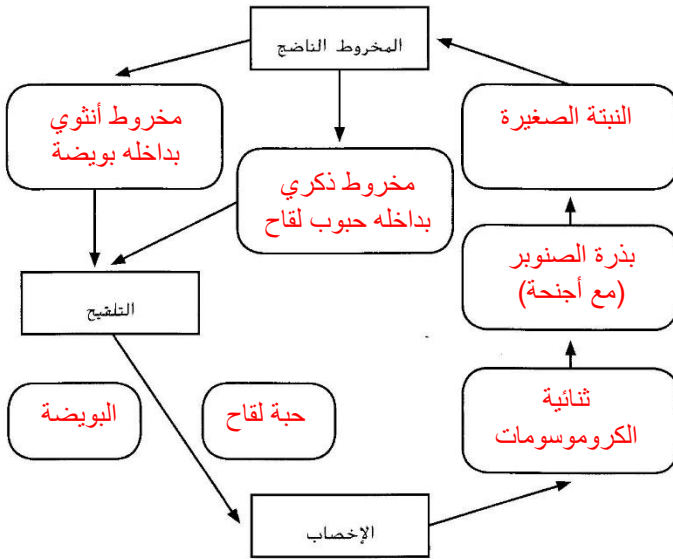 المخروط الناضج
مخروط أنثوي
بداخله بويضة
النبتة الصغيرة
مخروط ذكري
بداخله حبوب لقاح
بذرة الصنوبر
(مع أجنحة)
التلقيح
ثنائية
الكروموسومات
حبة لقاح
البويضة
الإخصاب